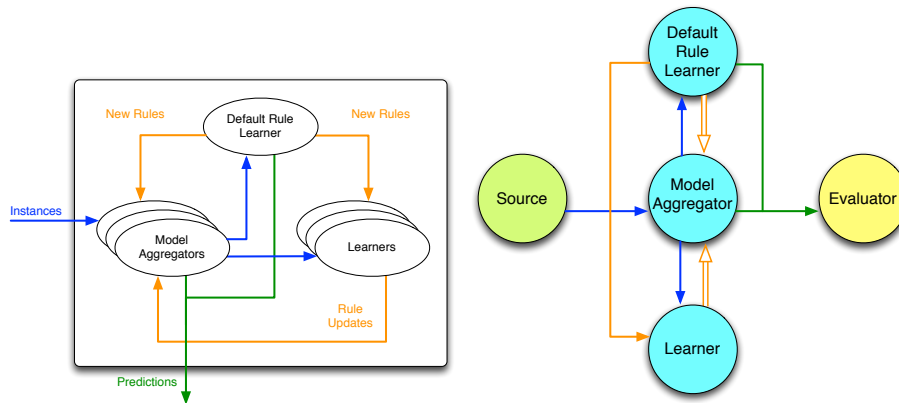 New Rules
New Rules
Default Rule
Learner
Instances
Model
Aggregators
Learners
Rule
Updates
Predictions
Default
Rule
Learner
Source
Model
Aggregator
Evaluator
Learner